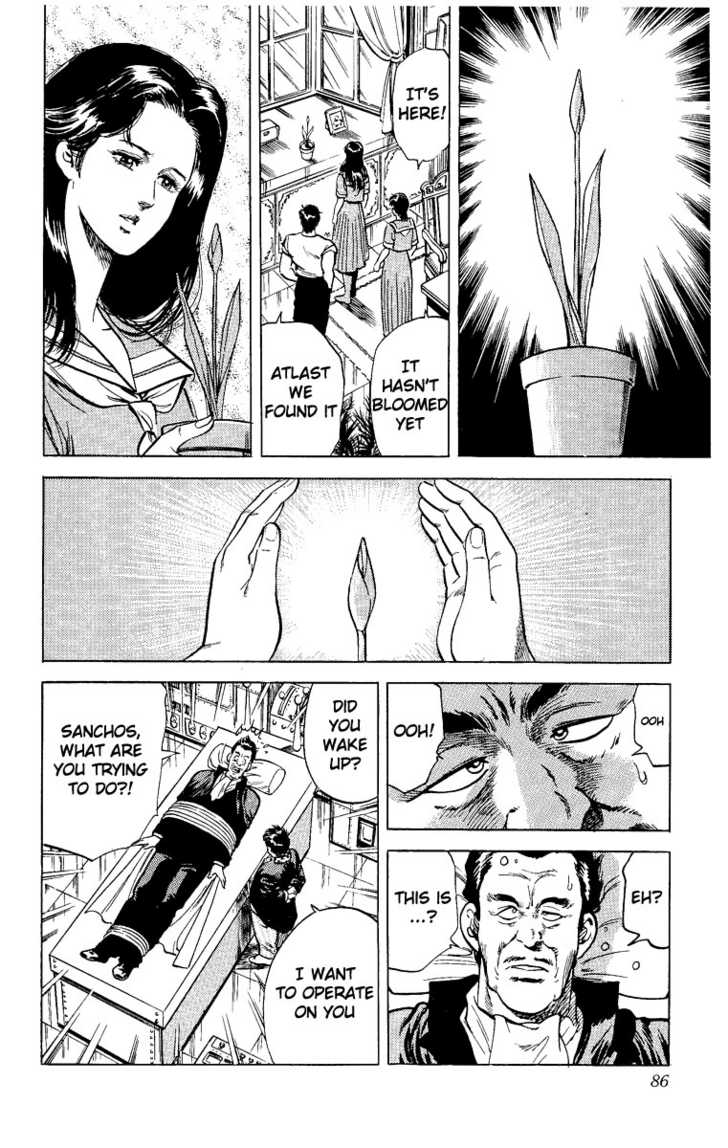 IT'S
HERE!
IT
HASN'T
BLOOMED
YET
ATLAST
WE
FOUND IT
OOH
OOH!
EH?
THIS IS
...?
DID
YOU
WAKE
UP?
SANCHOS,
WHAT ARE
YOU TRYING
TO DO?!
I WANT
TO OPERATE
ON YOU
86